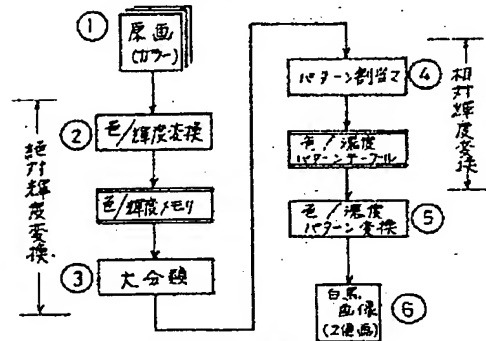 ①
原画
(カラー)
②
色/輝度変換
色/輝度メモリ
③
大分類
絶対輝度変換
④
パターン割当て
色/濃度
パターンテーブル
⑤
色/濃度
パターン変換
⑥
白黒
画像
(2値画)
相対輝度変換